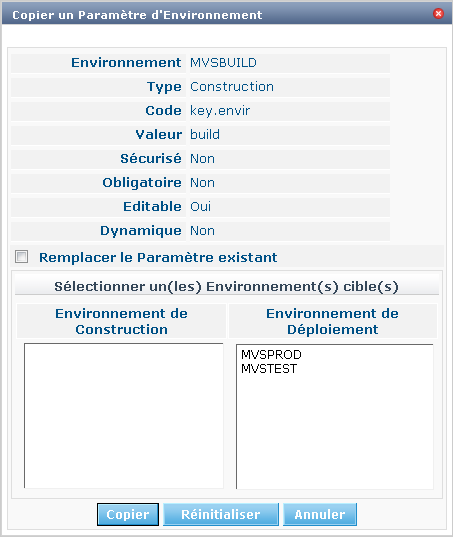 Copier un Paramètre d'Environnement
Environnement MVSBUILD
Type Construction
Code key.envir
Valeur build
Sécurisé Non
Obligatoire Non
Editable Oui
Dynamique Non
Remplacer le Paramètre existant
Sélectionner un(les) Environnement(s) cible(s)
Environnement de Construction
Environnement de Déploiement
MVSPROD
MVSTEST
Copier Réinitialiser Annuler